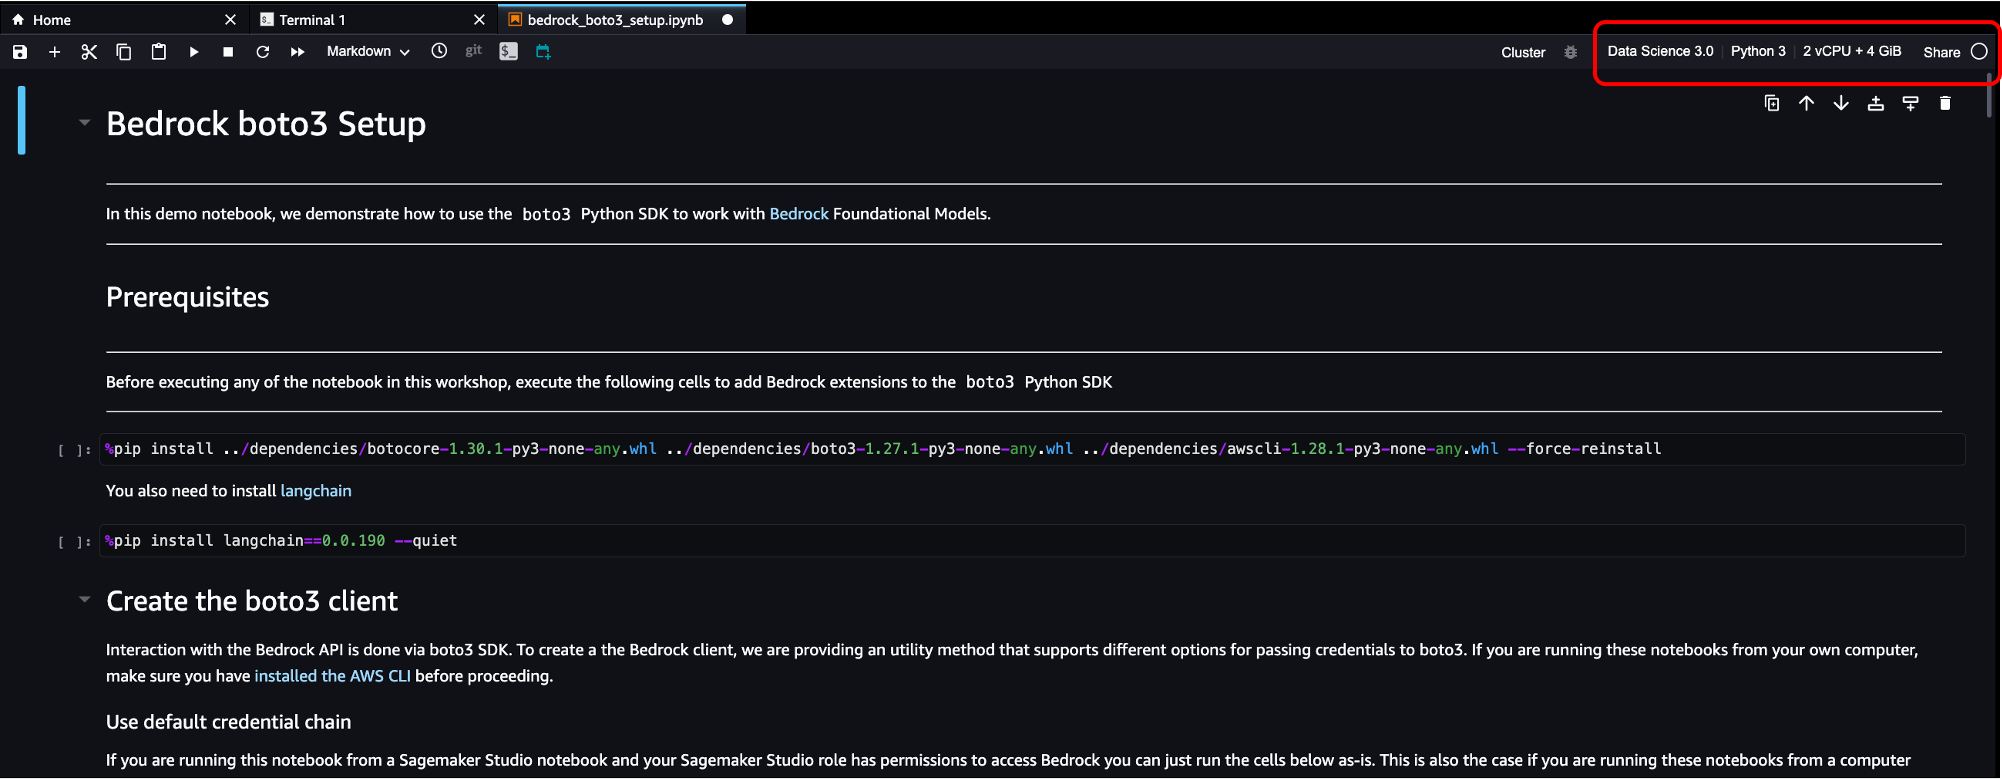 Home
Terminal 1
bedrock_boto3_setup.ipynb
Markdown
git
$_
Cluster
Data Science 3.0
Python 3
2 vCPU + 4 GiB
Share
Bedrock boto3 Setup
In this demo notebook, we demonstrate how to use the boto3 Python SDK to work with Bedrock Foundational Models.
Prerequisites
Before executing any of the notebook in this workshop, execute the following cells to add Bedrock extensions to the boto3 Python SDK
[ ]: %pip install ../dependencies/botocore-1.30.1-py3-none-any.whl ../dependencies/boto3-1.27.1-py3-none-any.whl ../dependencies/awscli-1.28.1-py3-none-any.whl --force-reinstall
You also need to install langchain
[ ]: %pip install langchain==0.0.190 --quiet
Create the boto3 client
Interaction with the Bedrock API is done via boto3 SDK. To create a the Bedrock client, we are providing an utility method that supports different options for passing credentials to boto3. If you are running these notebooks from your own computer,
make sure you have installed the AWS CLI before proceeding.
Use default credential chain
If you are running this notebook from a Sagemaker Studio notebook and your Sagemaker Studio role has permissions to access Bedrock you can just run the cells below as-is. This is also the case if you are running these notebooks from a computer